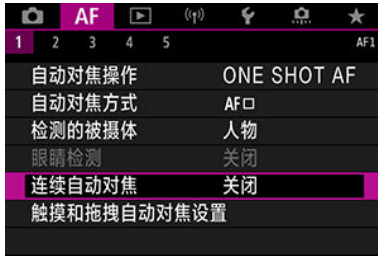 AF
1 2 3 4 5 AF1
自动对焦操作 ONE SHOT AF
自动对焦方式 AF
检测的被摄体 人物
眼睛检测 关闭
连续自动对焦 关闭
触摸和拖拽自动对焦设置